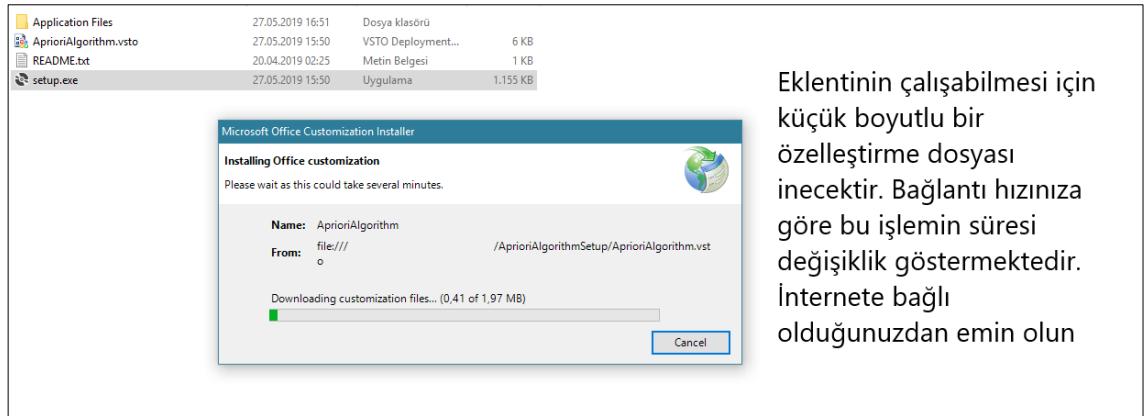 Application Files 27.05.2019 16:51 Dosya klasörü
AprioriAlgorithm.vsto 27.05.2019 15:50 VSTO Deployment... 6 KB
README.txt 20.04.2019 02:25 Metin Belgesi 1 KB
setup.exe 27.05.2019 15:50 Uygulama 1.155 KB
Microsoft Office Customization Installer
Installing Office customization
Please wait as this could take several minutes.
Name: AprioriAlgorithm
From: file:/// /AprioriAlgorithmSetup/AprioriAlgorithm.vst
o
Downloading customization files... (0,41 of 1,97 MB)
Cancel
Eklentinin çalışabilmesi için
küçük boyutlu bir
özelleştirme dosyası
inecektir. Bağlantı hızınıza
göre bu işlemin süresi
değişiklik göstermektedir.
İnternete bağlı
olduğunuzdan emin olun